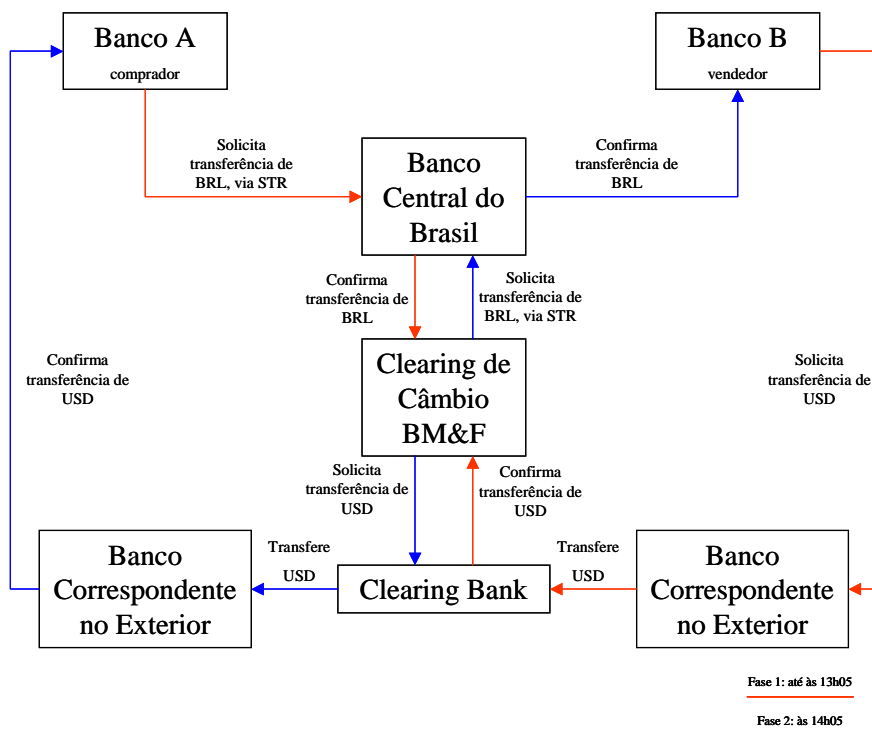 Banco A
comprador
Banco B
vendedor
Solicita
transferência de
BRL, via STR
Banco
Central do
Brasil
Confirma
transferência de
BRL
Confirma
transferência de
BRL
Solicita
transferência de
BRL, via STR
Confirma
transferência de
USD
Clearing de
Câmbio
BM&F
Solicita
transferência de
USD
Solicita
transferência de
USD
Confirma
transferência de
USD
Banco
Correspondente
no Exterior
Transfere
USD
Clearing Bank
Transfere
USD
Banco
Correspondente
no Exterior
Fase 1: até às 13h05
Fase 2: às 14h05